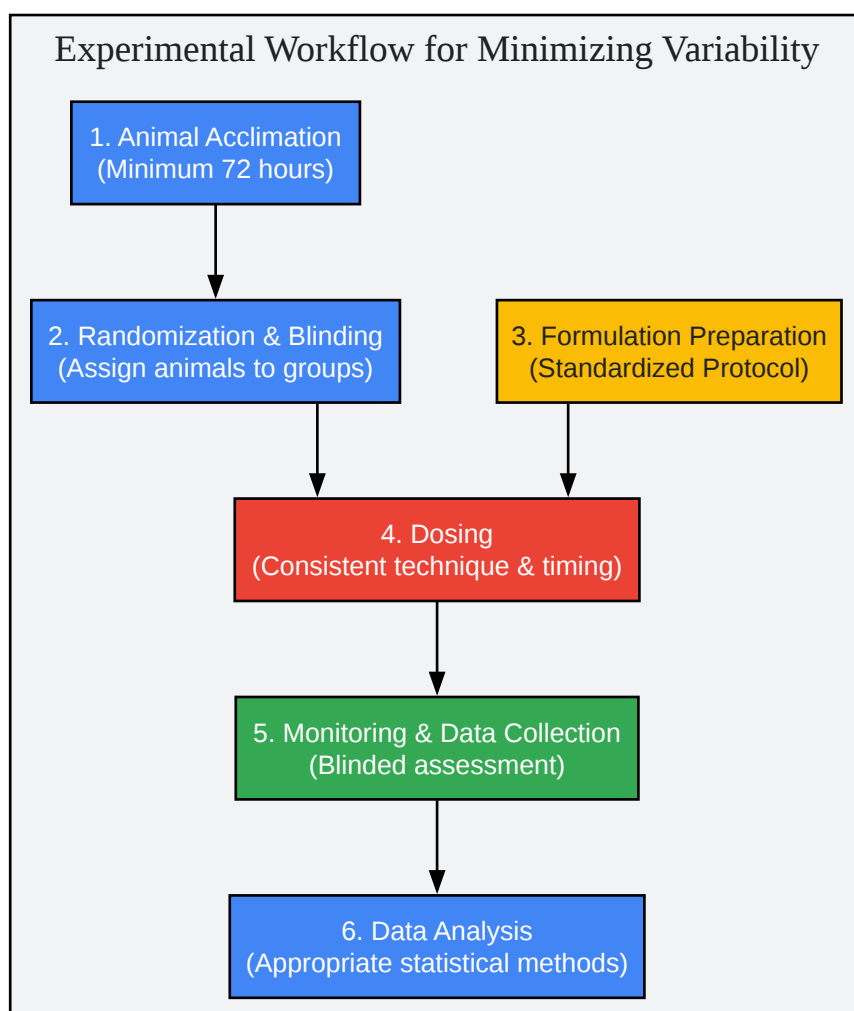 Experimental Workflow for Minimizing Variability
1. Animal Acclimation
(Minimum 72 hours)
2. Randomization & Blinding
(Assign animals to groups)
3. Formulation Preparation
(Standardized Protocol)
4. Dosing
(Consistent technique & timing)
5. Monitoring & Data Collection
(Blinded assessment)
6. Data Analysis
(Appropriate statistical methods)